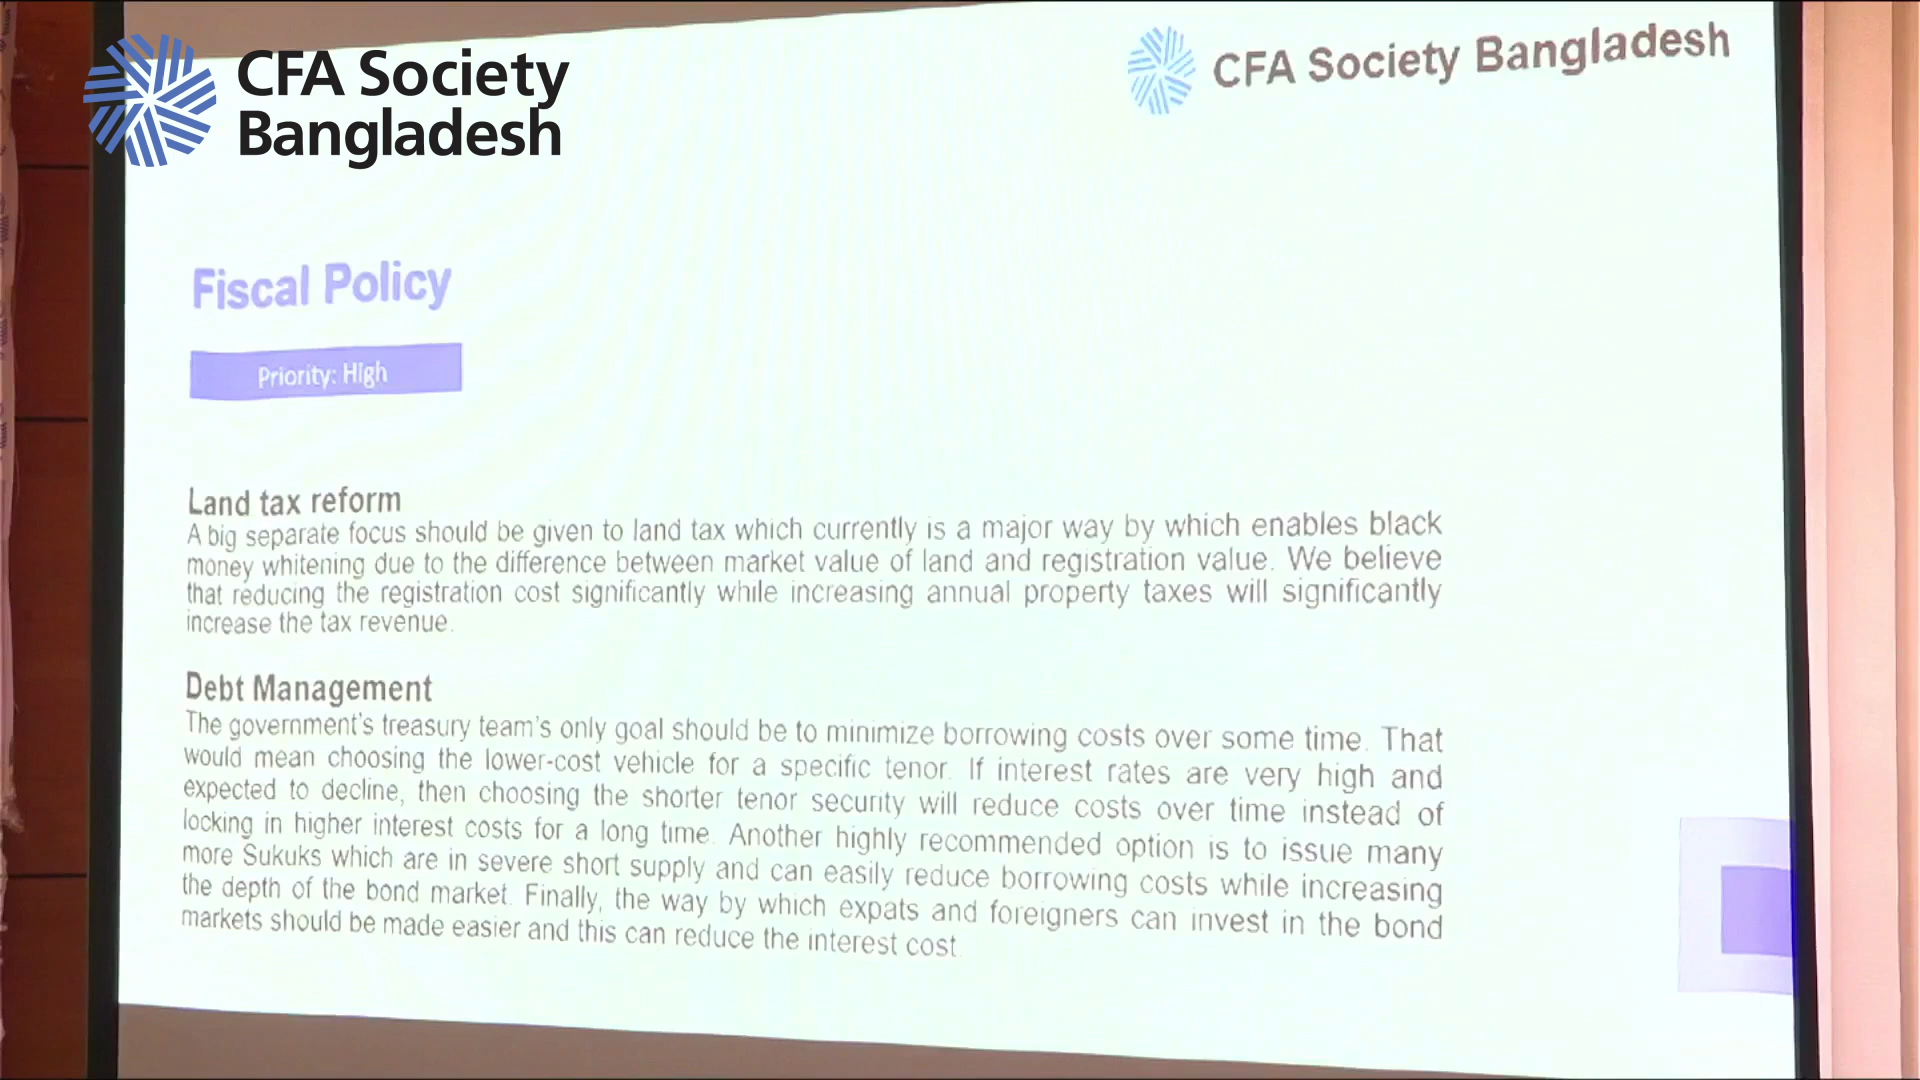 CFA Society
Bangladesh
CFA Society Bangladesh
Fiscal Policy
Priority: High
Land tax reform
A big separate focus should be given to land tax which currently is a major way by which enables black
money whitening due to the difference between market value of land and registration value. We believe
that reducing the registration cost significantly while increasing annual property taxes will significantly
increase the tax revenue.
Debt Management
The government's treasury team's only goal should be to minimize borrowing costs over some time. That
would mean choosing the lower-cost vehicle for a specific tenor. If interest rates are very high and
expected to decline, then choosing the shorter tenor security will reduce costs over time instead of
locking in higher interest costs for a long time. Another highly recommended option is to issue many
more Sukuks which are in severe short supply and can easily reduce borrowing costs while increasing
the depth of the bond market. Finally, the way by which expats and foreigners can invest in the bond
markets should be made easier and this can reduce the interest cost.